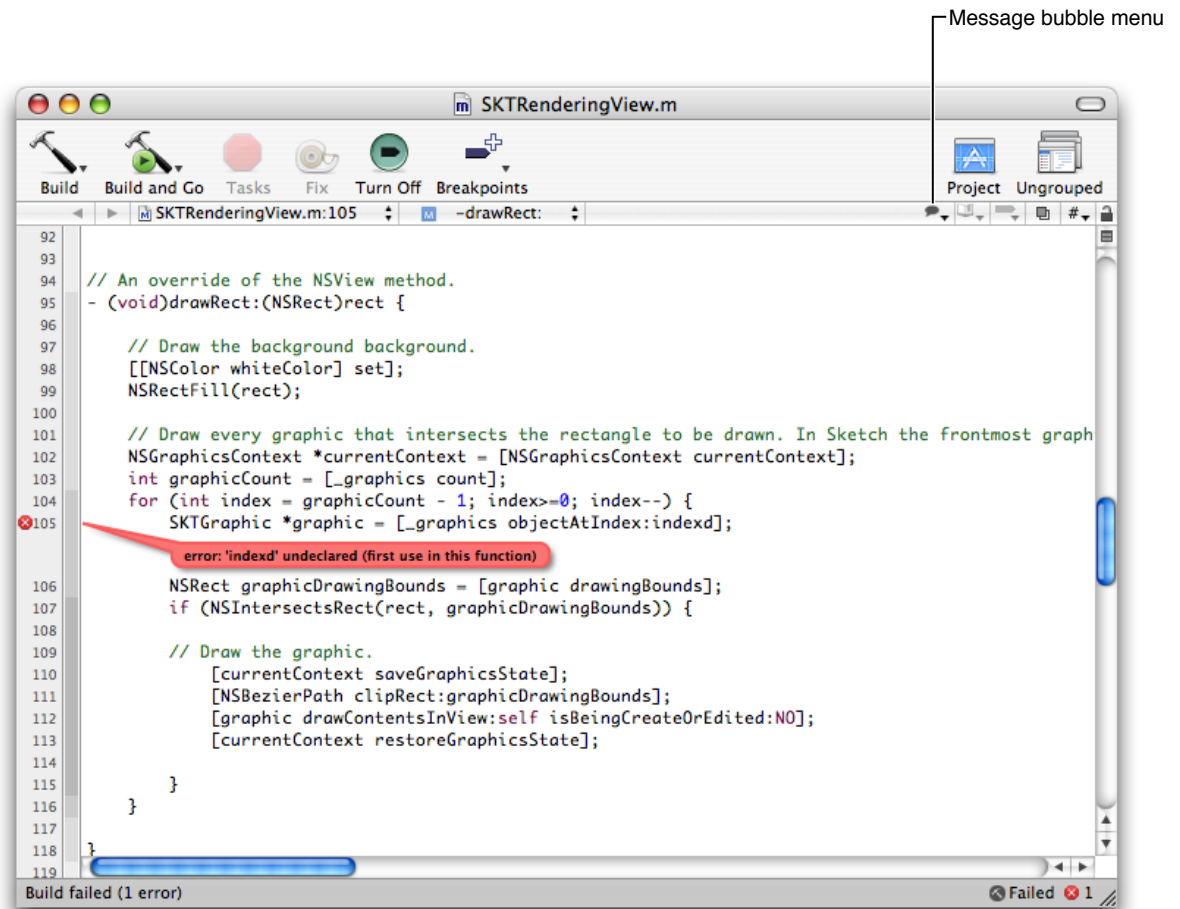 Message bubble menu
SKTRenderingView.m
Build Build and Go Tasks Fix Turn Off Breakpoints Project Ungrouped
SKTRenderingView.m:105 M -drawRect: #
92
93
94 // An override of the NSView method.
95 - (void)drawRect:(NSRect)rect {
96
97 // Draw the background background.
98 [[NSColor whiteColor] set];
99 NSRectFill(rect);
100
101 // Draw every graphic that intersects the rectangle to be drawn. In Sketch the frontmost graph
102 NSGraphicsContext *currentContext = [NSGraphicsContext currentContext];
103 int graphicCount = [_graphics count];
104 for (int index = graphicCount - 1; index>=0; index--) {
105 SKTGraphic *graphic = [_graphics objectAtIndex:indexd];
error: 'indexd' undeclared (first use in this function)
106 NSRect graphicDrawingBounds = [graphic drawingBounds];
107 if (NSIntersectsRect(rect, graphicDrawingBounds)) {
108
109 // Draw the graphic.
110 [currentContext saveGraphicsState];
111 [NSBezierPath clipRect:graphicDrawingBounds];
112 [graphic drawContentsInView:self isBeingCreateOrEdited:NO];
113 [currentContext restoreGraphicsState];
114
115 }
116 }
117
118 }
119
Build failed (1 error) Failed 1